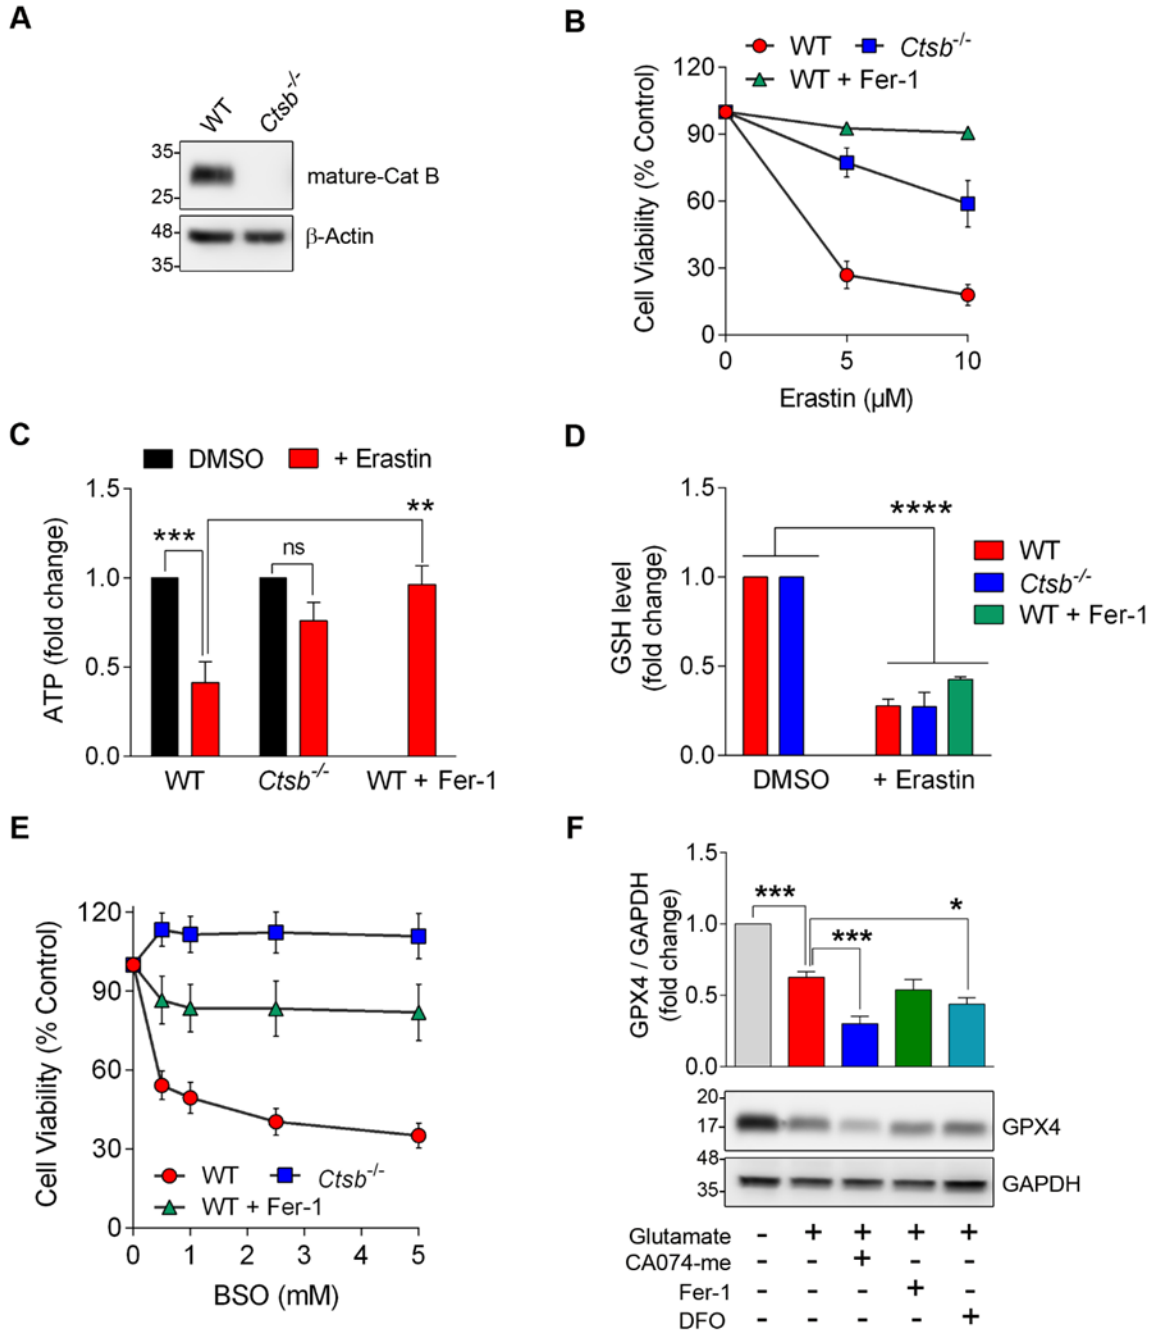 A
WT
Ctsb-/-
35
25
mature-Cat B
48
35
β-Actin
B
WT
Ctsb-/-
WT + Fer-1
Cell Viability (% Control)
120
90
60
30
0
0 5 10
Erastin (µM)
C
DMSO
+ Erastin
ATP (fold change)
1.5
1.0
0.5
0.0
***
ns
**
WT Ctsb-/- WT + Fer-1
D
GSH level
(fold change)
1.5
1.0
0.5
0.0
****
WT
Ctsb-/-
WT + Fer-1
DMSO + Erastin
E
Cell Viability (% Control)
120
90
60
30
0
WT
Ctsb-/-
WT + Fer-1
0 1 2 3 4 5
BSO (mM)
F
GPX4 / GAPDH
(fold change)
1.5
1.0
0.5
0.0
***
***
*
20
17
GPX4
48
35
GAPDH
Glutamate - + + + +
CA074-me - - + - -
Fer-1 - - - + -
DFO - - - - +